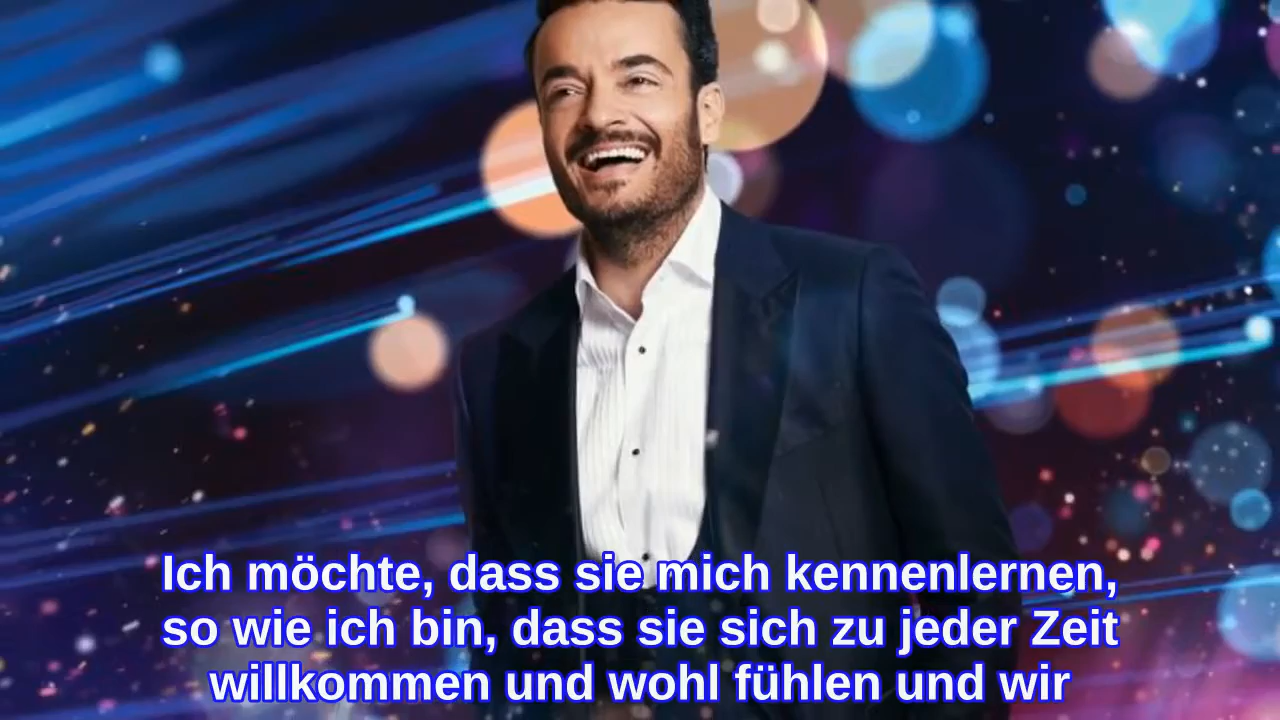 Ich möchte, dass sie mich kennenlernen,
so wie ich bin, dass sie sich zu jeder Zeit
willkommen und wohl fühlen und wir